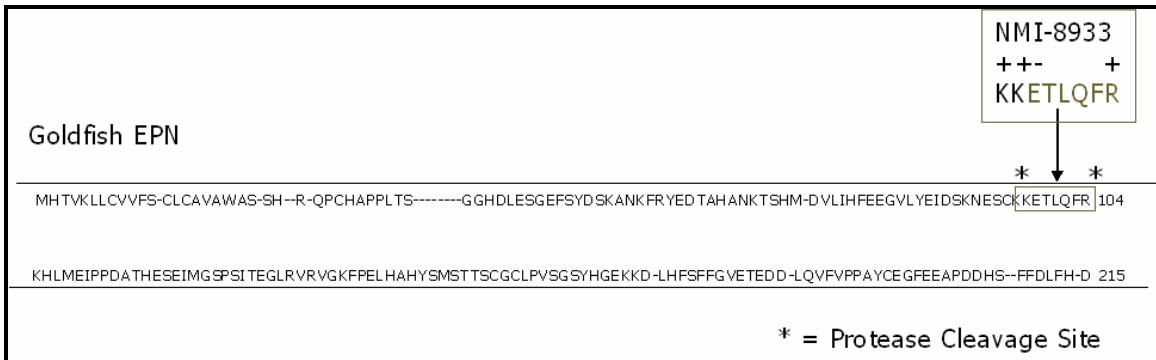 NMI-8933
++- +
KKETLQFR
Goldfish EPN
* *
MHTVKLLCVVFS-CLCAVAWAS-SH--R-QPCHAPPLTS--------GGHDLESGEFSYDSKANKFRYEDTAHANKTSHM-DVLIHFEEGVLYEIDSKNESCKKETLQFR 104
KHLMEIPPDATHESEIMGSPSITEGLRVRVGKFPELHAHYSMSTTSCGCLPVSGSYHGEKKD-LHFSFFGVETEDD-LQVFVPPAYCEGFEEAPDDHS--FFDLFH-D 215
* = Protease Cleavage Site